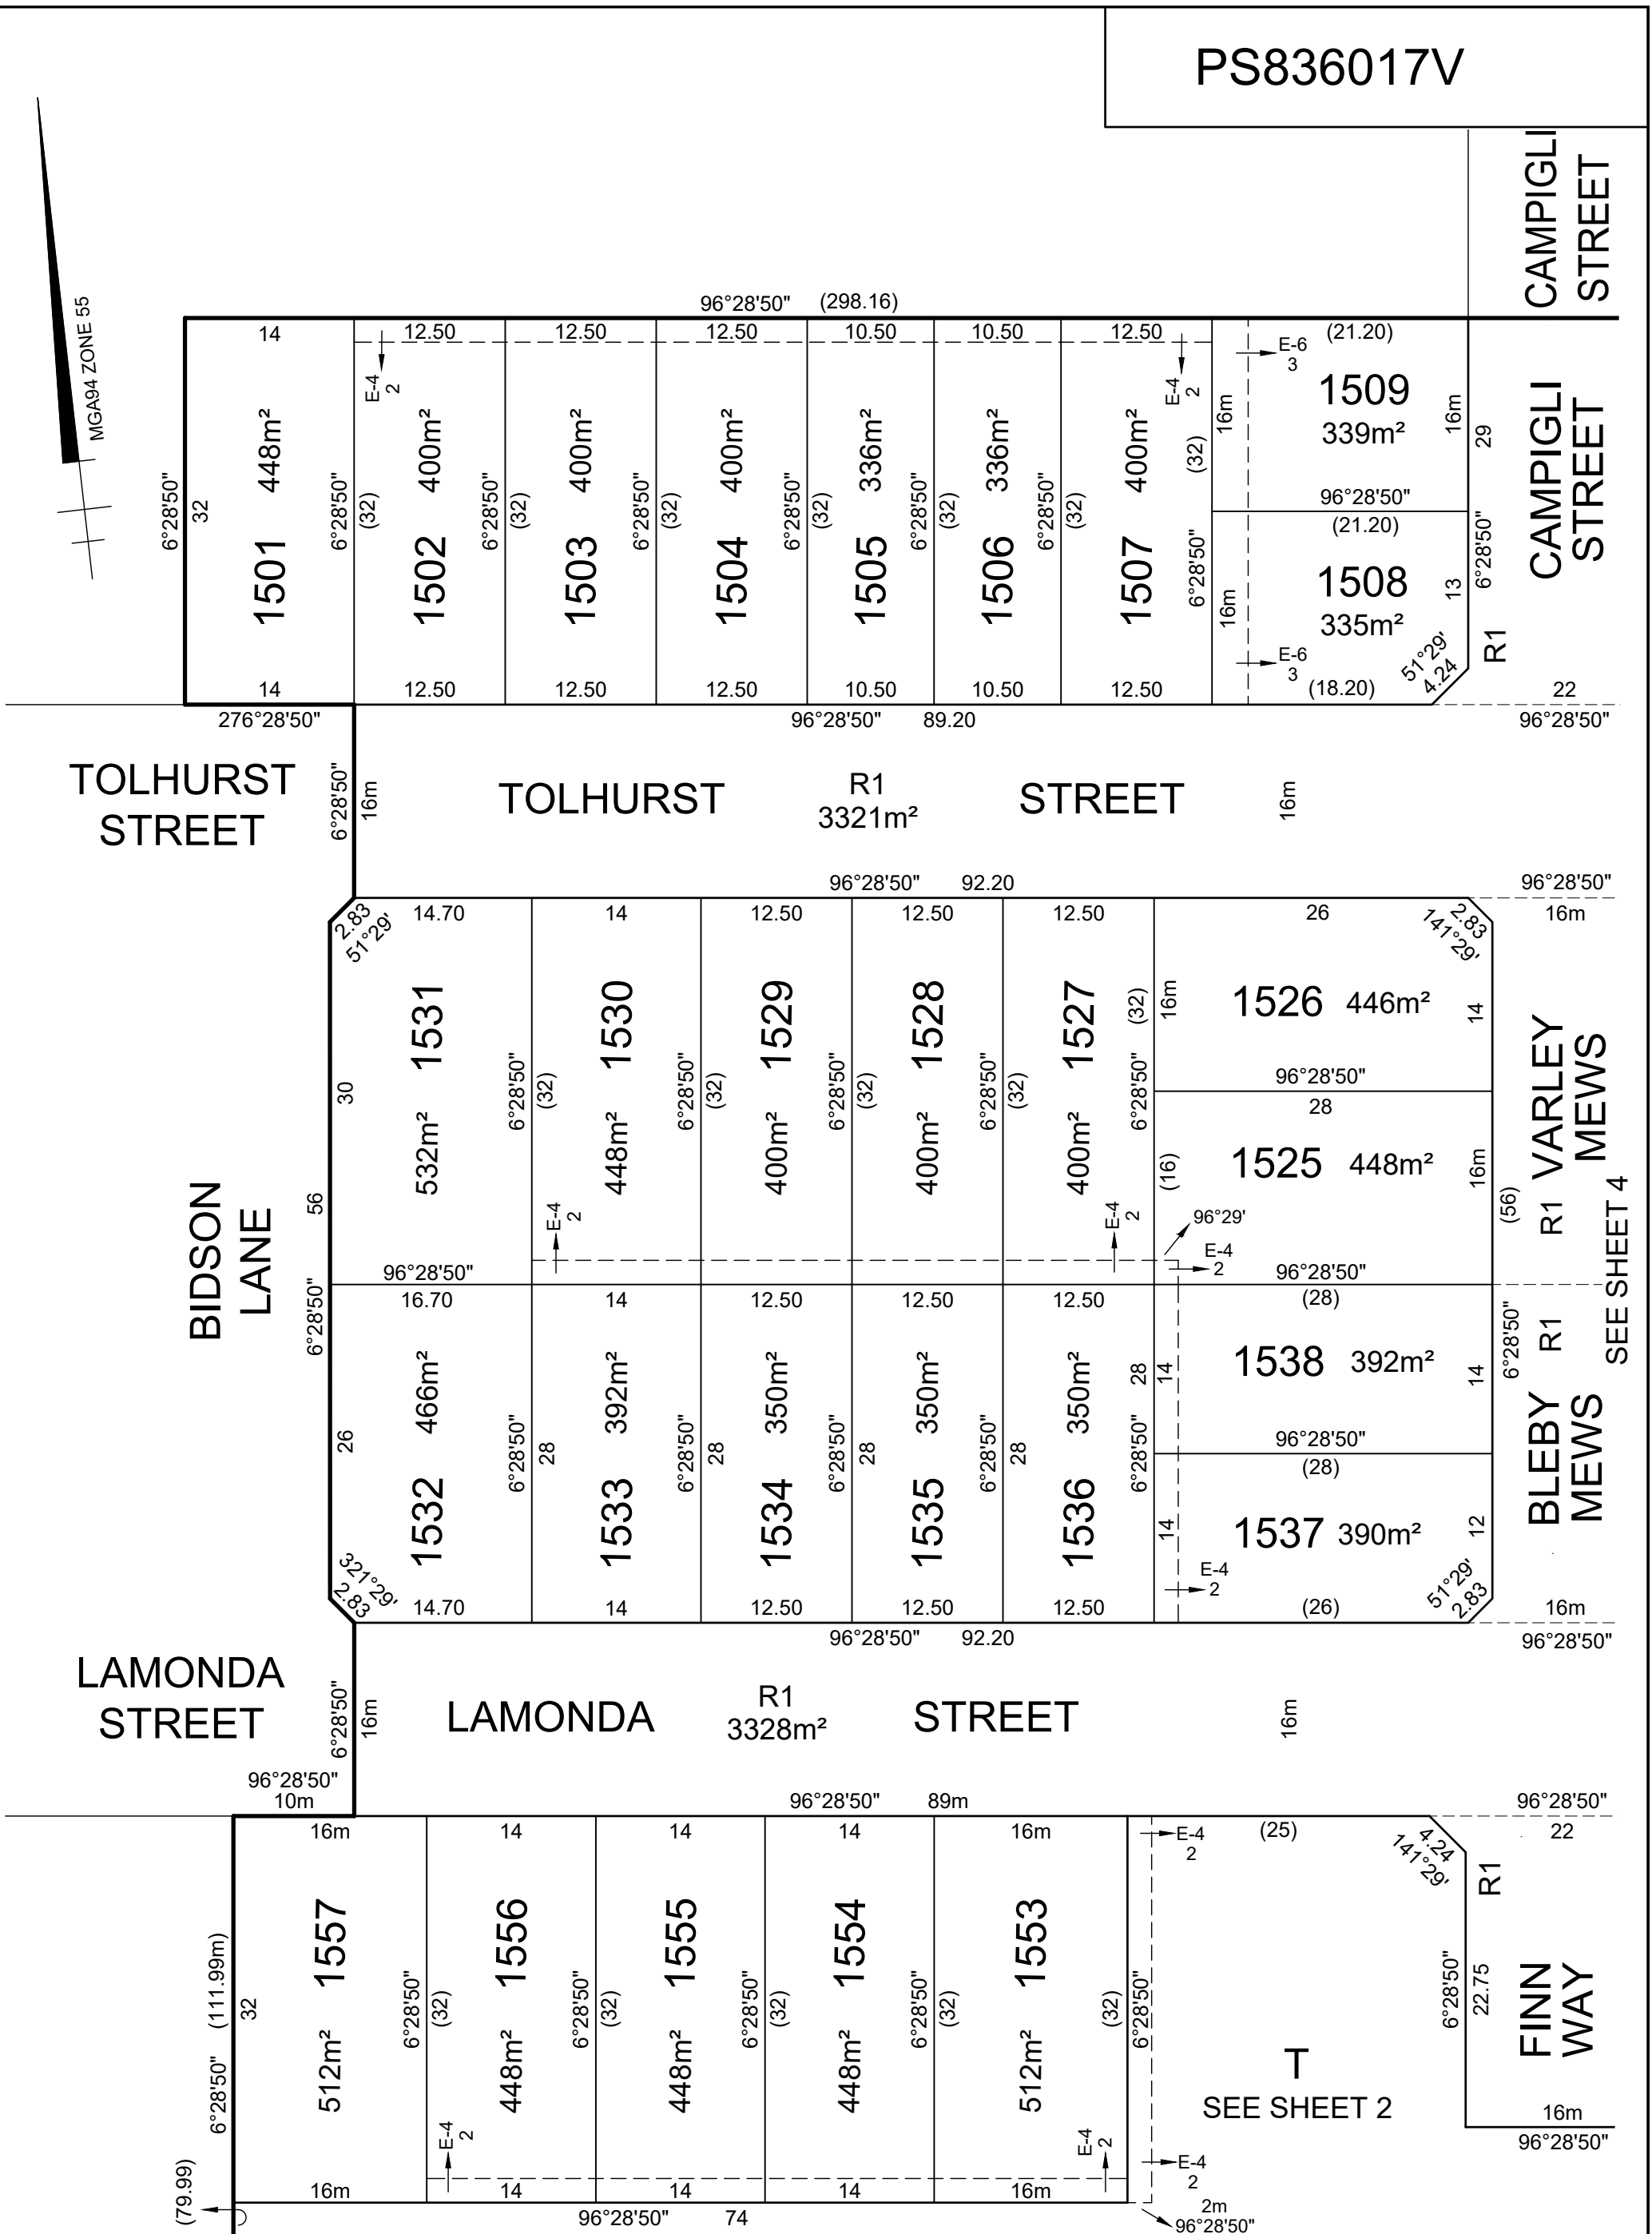 PS836017V
CAMPIGLI
STREET
MGA94 ZONE 55
96°28'50" (298.16)
14
12.50
12.50
12.50
10.50
10.50
12.50
(21.20)
E-4
2
E-4
2
E-6
3
1509
339m²
16m
16m
29
CAMPIGLI
STREET
6°28'50"
32
1501 448m²
6°28'50"
(32)
1502 400m²
6°28'50"
(32)
1503 400m²
6°28'50"
(32)
1504 400m²
6°28'50"
(32)
1505 336m²
6°28'50"
(32)
1506 336m²
6°28'50"
(32)
1507 400m²
(32)
6°28'50"
96°28'50"
(21.20)
1508
335m²
16m
13
6°28'50"
R1
E-6
3
51°29'
4.24
14
12.50
12.50
12.50
10.50
10.50
12.50
(18.20)
22
276°28'50"
96°28'50" 89.20
96°28'50"
TOLHURST
STREET
6°28'50"
16m
TOLHURST
R1
3321m²
STREET
16m
96°28'50" 92.20
96°28'50"
2.83
51°29'
14.70
14
12.50
12.50
12.50
26
2.83
141°29'
16m
532m² 1531
448m² 1530
400m² 1529
400m² 1528
400m² 1527
6°28'50"
(32)
6°28'50"
(32)
6°28'50"
(32)
6°28'50"
(32)
6°28'50"
(32)
16m
1526 446m²
14
96°28'50"
28
1525 448m²
(16)
16m
30
56
(56)
R1 VARLEY
MEWS
BIDSON
LANE
E-4
2
E-4
2
96°29'
E-4
2
96°28'50"
96°28'50"
SEE SHEET 4
6°28'50"
16.70
14
12.50
12.50
12.50
(28)
1532 466m²
1533 392m²
1534 350m²
1535 350m²
1536 350m²
26
6°28'50"
28
6°28'50"
28
6°28'50"
28
6°28'50"
28
6°28'50"
28
14
1538 392m²
14
6°28'50"
BLEBY R1
MEWS
96°28'50"
(28)
14
1537 390m²
12
E-4
2
51°29'
2.83
321°29'
2.83
14.70
14
12.50
12.50
12.50
(26)
16m
96°28'50" 92.20
96°28'50"
LAMONDA
STREET
6°28'50"
16m
LAMONDA
R1
3328m²
STREET
16m
96°28'50"
10m
96°28'50" 89m
96°28'50"
16m
14
14
14
16m
E-4
2
(25)
4.24
141°29'
22
R1
6°28'50" (111.99m)
32
512m² 1557
6°28'50"
(32)
448m² 1556
6°28'50"
(32)
448m² 1555
6°28'50"
(32)
448m² 1554
6°28'50"
(32)
512m² 1553
(32)
6°28'50"
T
SEE SHEET 2
6°28'50"
22.75
FINN
WAY
16m
96°28'50"
E-4
2
E-4
2
E-4
2
(79.99)
16m
14
14
14
16m
96°28'50" 74
2m
96°28'50"